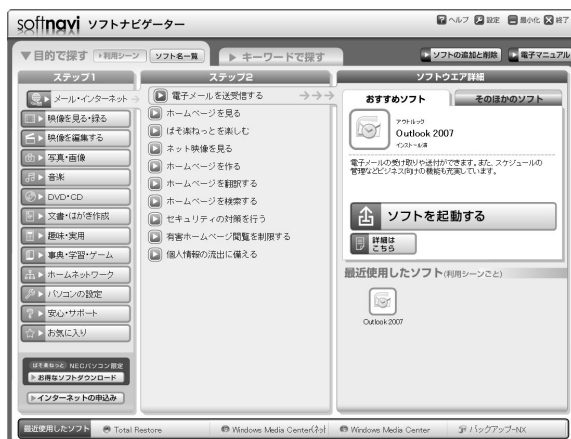 softnavi ソフトナビゲーター
ヘルプ 設定 最小化 終了
▼目的で探す 利用シーン ソフト名一覧
キーワードで探す
ソフトの追加と削除 電子マニュアル
ステップ1
メール・インターネット
映像を見る・録る
映像を編集する
写真・画像
音楽
DVD・CD
文書・はがき作成
趣味・実用
事典・学習・ゲーム
ホームネットワーク
パソコンの設定
安心・サポート
お気に入り
ぱそ楽ねっと NECパソコン限定
お得なソフトダウンロード
インターネットの申込み
ステップ2
電子メールを送受信する →→→
ホームページを見る
ぱそ楽ねっとを楽しむ
ネット映像を見る
ホームページを作る
ホームページを翻訳する
ホームページを検索する
セキュリティの対策を行う
有害ホームページ閲覧を制限する
個人情報の流出に備える
ソフトウエア詳細
おすすめソフト そのほかのソフト
アウトルック
Outlook 2007
インストール済
電子メールの受け取りや送付ができます。また、スケジュールの
管理などビジネス向けの機能も充実しています。
ソフトを起動する
詳細は
こちら
最近使用したソフト(利用シーンごと)
Outlook 2007
最近使用したソフト Total Restore Windows Media Center(ネット Windows Media Center バックアップ-NX